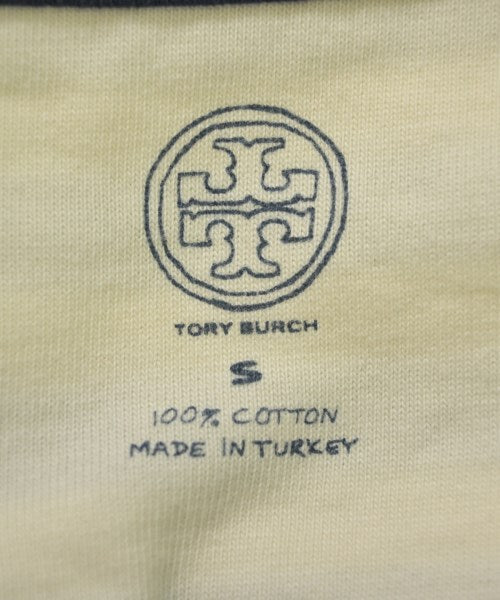 TORY BURCH
S
100% COTTON
MADE IN TURKEY